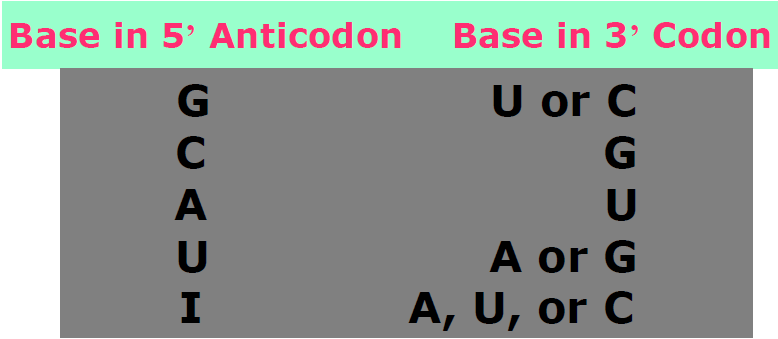 Base in 5’ Anticodon Base in 3’ Codon
G U or C
C G
A U
U A or G
I A, U, or C